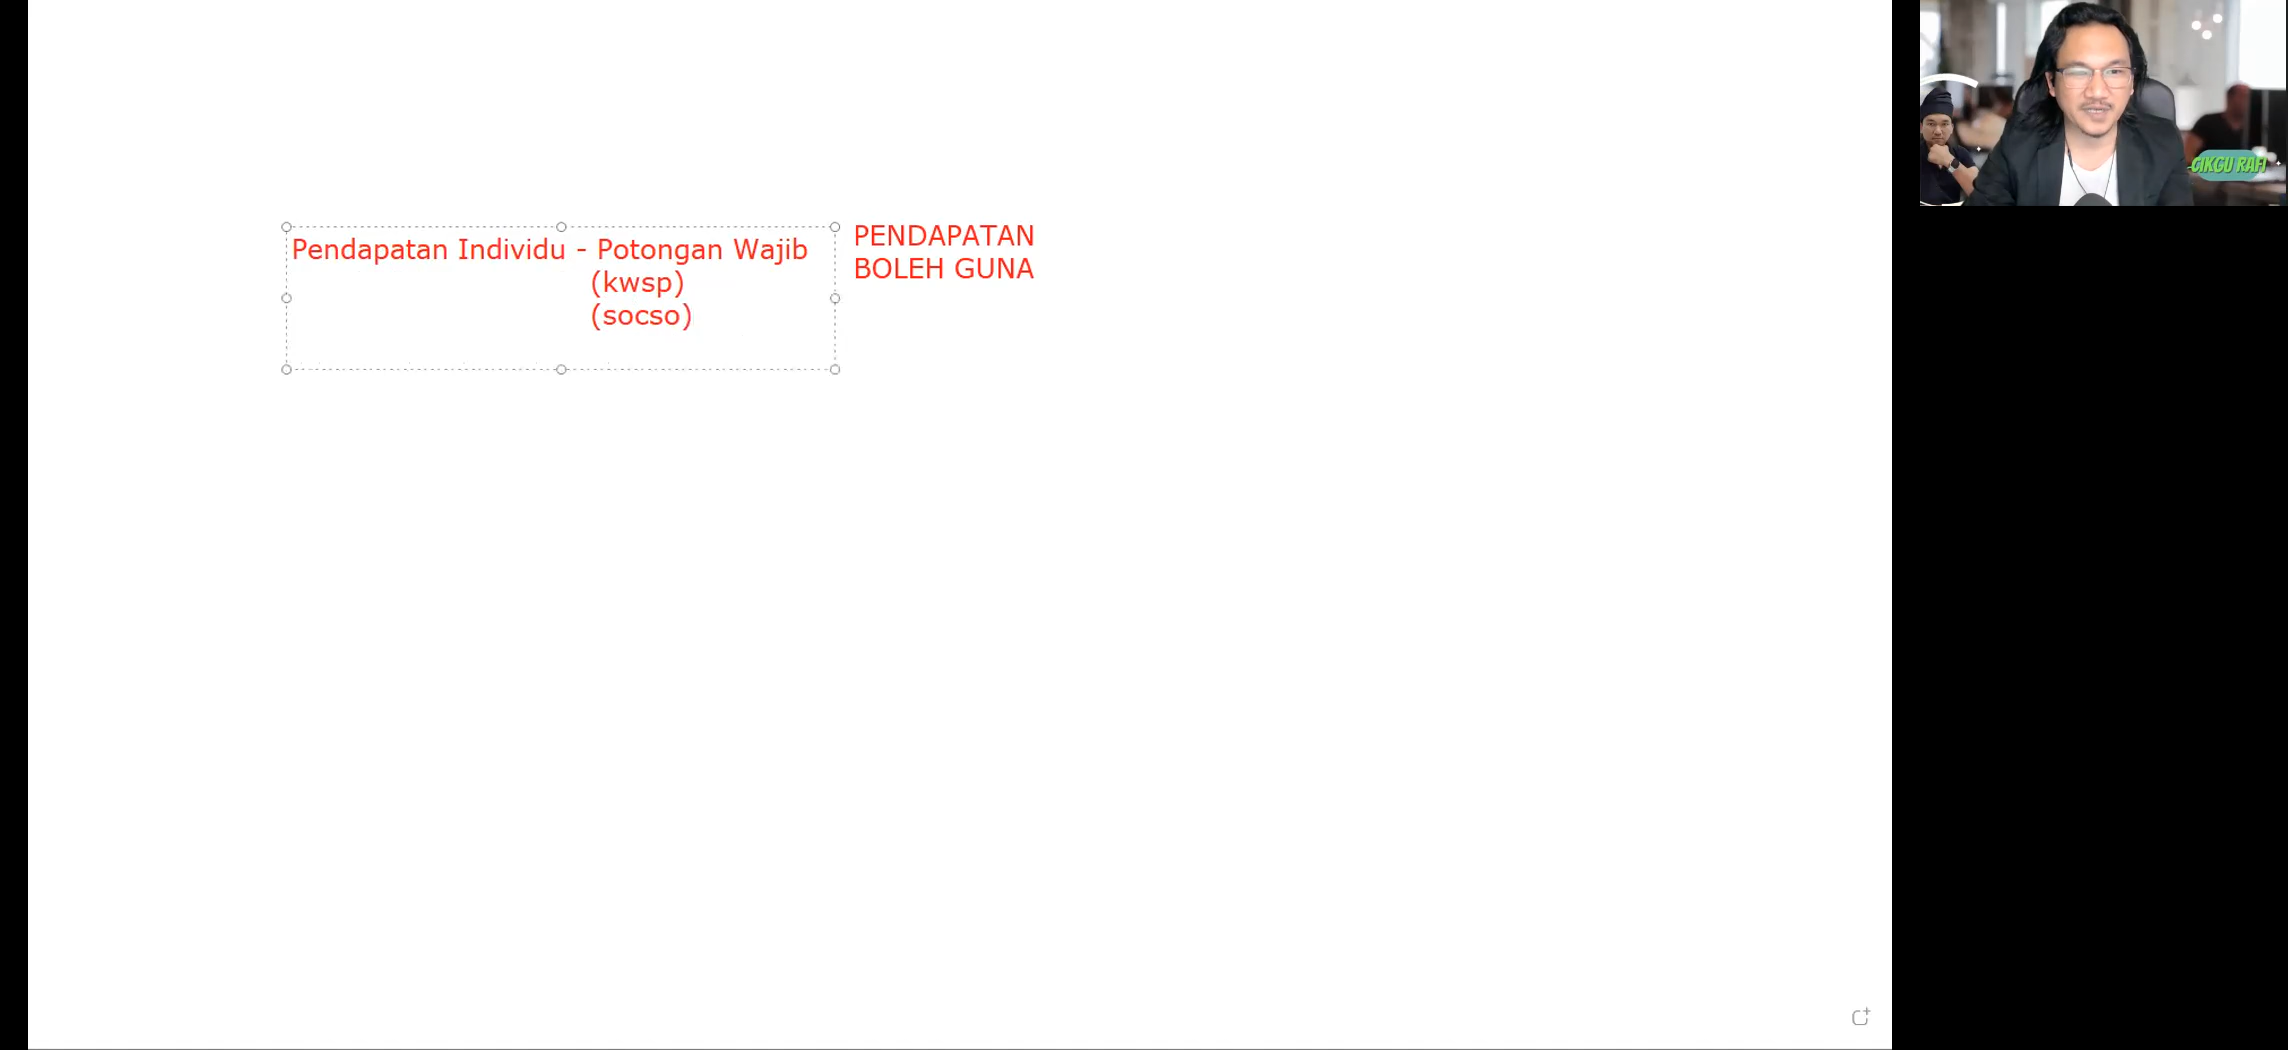 Pendapatan Individu - Potongan Wajib
(kwsp)
(socso)
PENDAPATAN
BOLEH GUNA
CIKGU RAFI